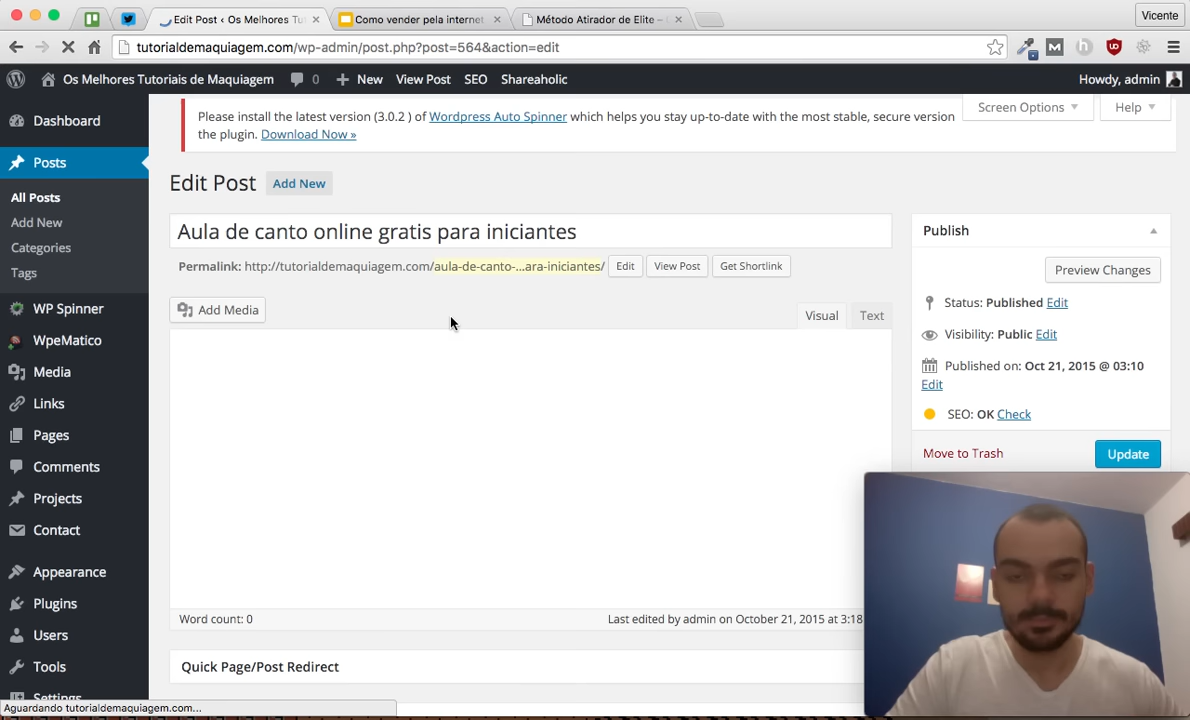 Edit Post ‹ Os Melhores Tu
Como vender pela internet
Método Atirador de Elite –
Vicente
tutorialdemaquiagem.com/wp-admin/post.php?post=564&action=edit
Os Melhores Tutoriais de Maquiagem 0 New View Post SEO Shareaholic Howdy, admin
Dashboard
Posts
All Posts
Add New
Categories
Tags
WP Spinner
WpeMatico
Media
Links
Pages
Comments
Projects
Contact
Appearance
Plugins
Users
Tools
Settings
Please install the latest version (3.0.2 ) of Wordpress Auto Spinner which helps you stay up-to-date with the most stable, secure version
the plugin. Download Now »
Screen Options Help
Edit Post Add New
Aula de canto online gratis para iniciantes
Permalink: http://tutorialdemaquiagem.com/aula-de-canto-...ara-iniciantes/ Edit View Post Get Shortlink
Add Media
Visual Text
Word count: 0 Last edited by admin on October 21, 2015 at 3:18
Quick Page/Post Redirect
Publish
Preview Changes
Status: Published Edit
Visibility: Public Edit
Published on: Oct 21, 2015 @ 03:10
Edit
SEO: OK Check
Move to Trash Update
Aguardando tutorialdemaquiagem.com...